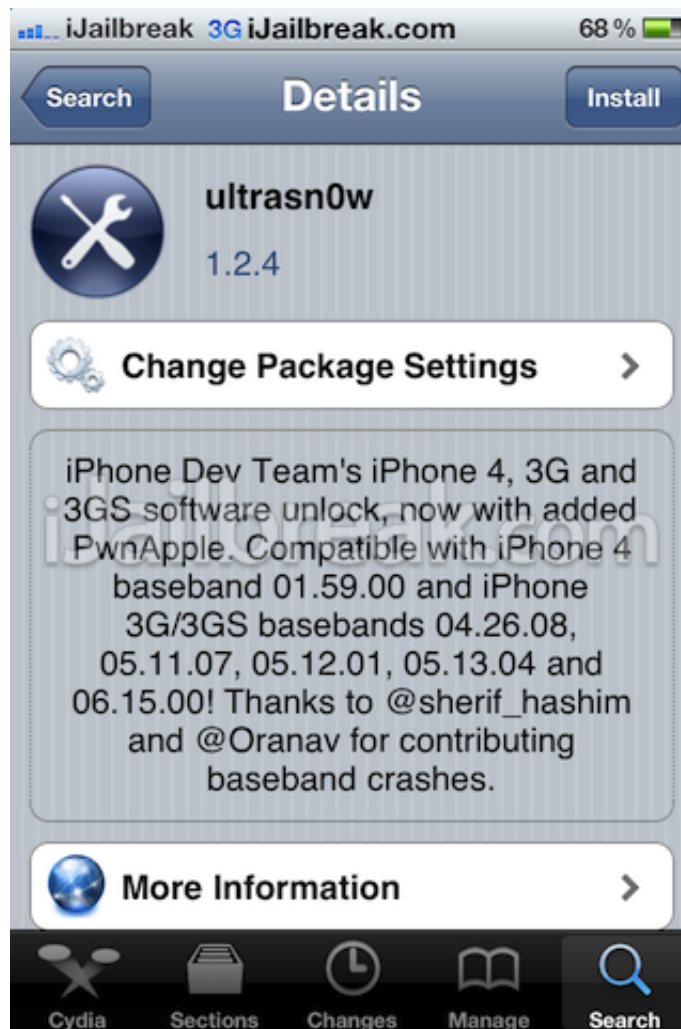 iJailbreak 3G iJailbreak.com 68 %
Search Details Install
ultrasn0w
1.2.4
Change Package Settings
iPhone Dev Team's iPhone 4, 3G and
3GS software unlock, now with added
PwnApple. Compatible with iPhone 4
baseband 01.59.00 and iPhone
3G/3GS basebands 04.26.08,
05.11.07, 05.12.01, 05.13.04 and
06.15.00! Thanks to @sherif_hashim
and @Oranav for contributing
baseband crashes.
iJailbreak.com
More Information
Cydia Sections Changes Manage Search